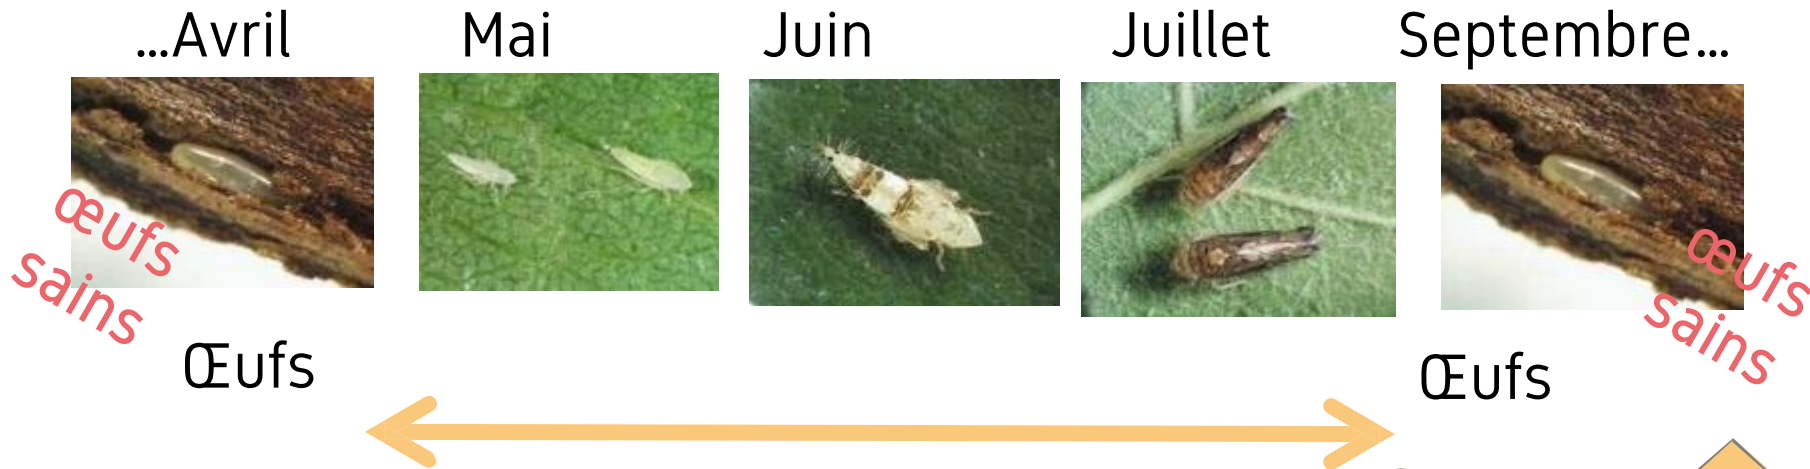 ...Avril
Mai
Juin
Juillet
Septembre...
œufs
sains
œufs
sains
Œufs
Œufs